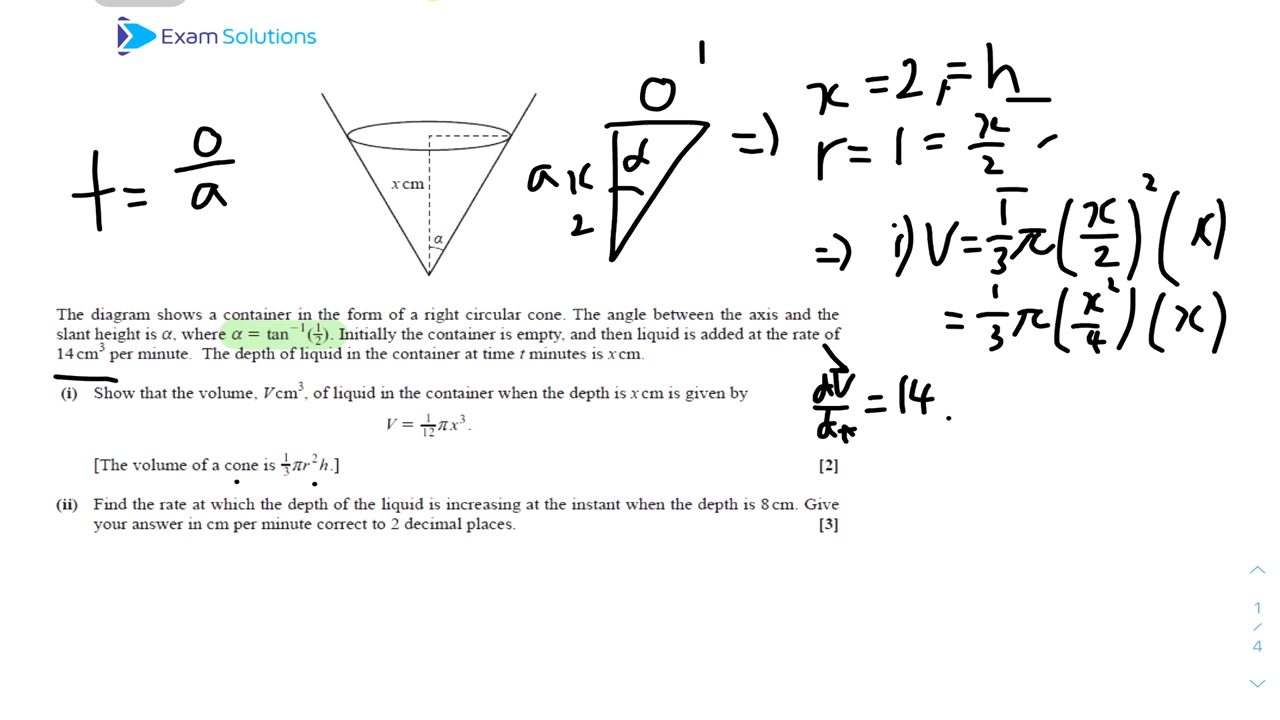 Exam Solutions
t = o/a
x cm
α
o 1
a x
2
α
=> x = 2r = h
r = 1 = x/2
=> i) V = 1/3 π (x/2)² (x)
= 1/3 π (x²/4) (x)
The diagram shows a container in the form of a right circular cone. The angle between the axis and the
slant height is α, where α = tan⁻¹(½). Initially the container is empty, and then liquid is added at the rate of
14 cm³ per minute. The depth of liquid in the container at time t minutes is x cm.
dV/dt = 14.
(i) Show that the volume, V cm³, of liquid in the container when the depth is x cm is given by
V = 1/12 πx³.
[The volume of a cone is ⅓πr²h.] [2]
(ii) Find the rate at which the depth of the liquid is increasing at the instant when the depth is 8 cm. Give
your answer in cm per minute correct to 2 decimal places. [3]
1
/
4